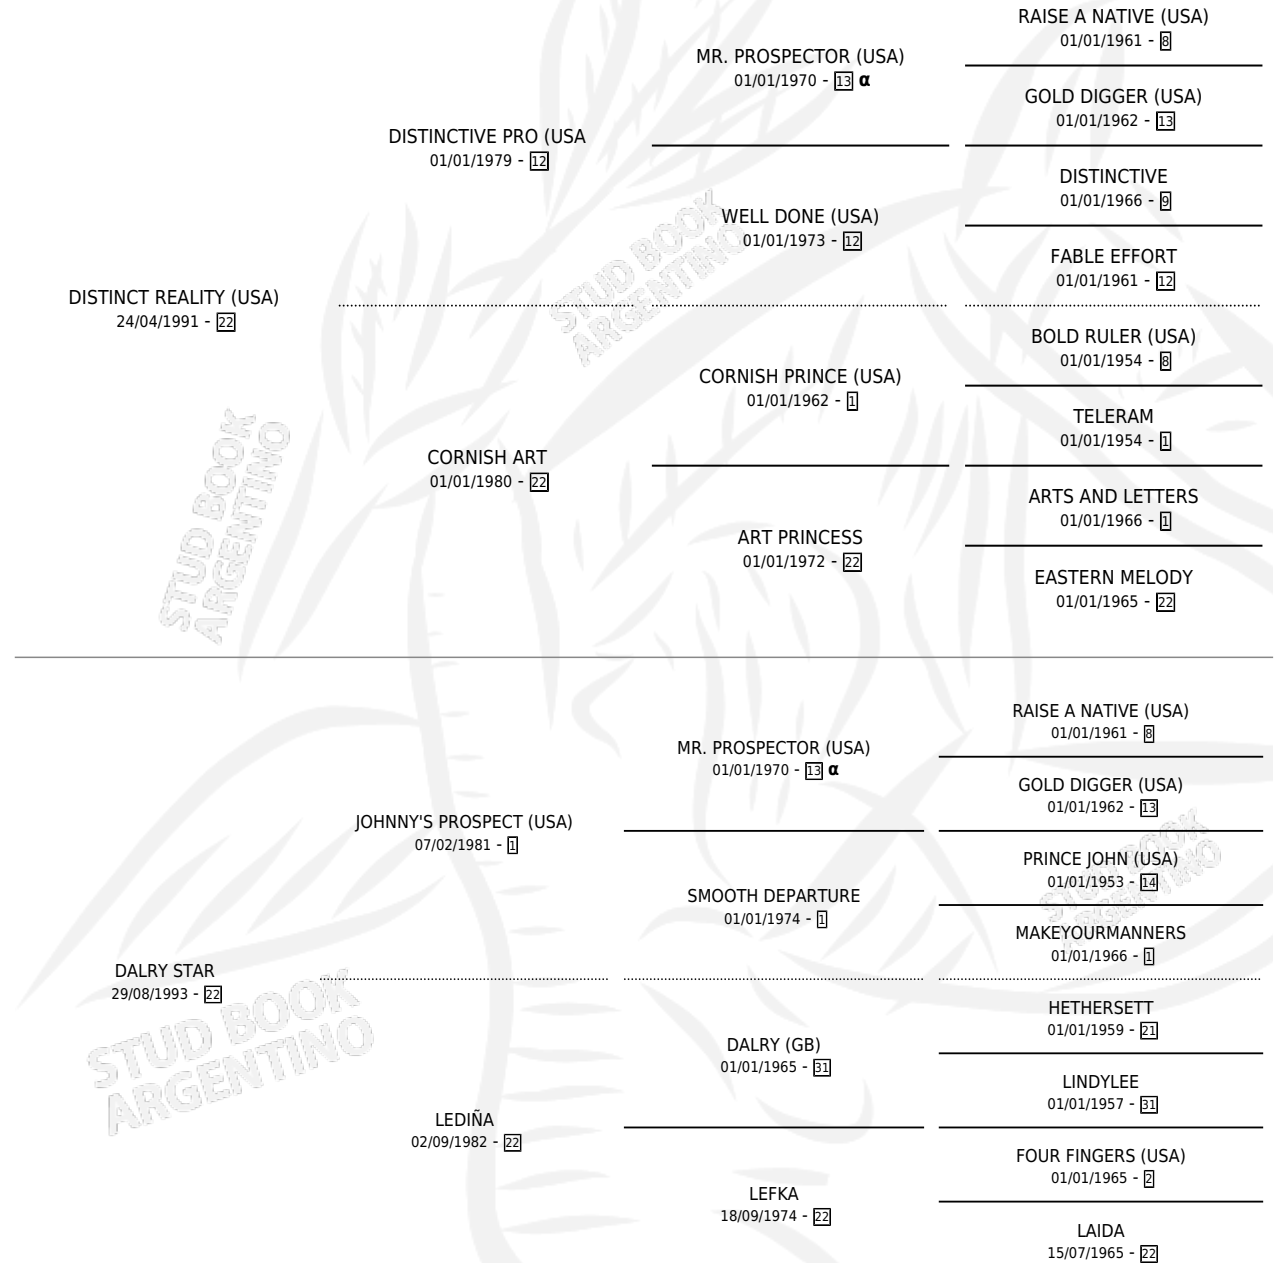 RAISE A NATIVE (USA)
01/01/1961 - 8
MR. PROSPECTOR (USA)
01/01/1970 - 13 α
GOLD DIGGER (USA)
01/01/1962 - 13
DISTINCTIVE PRO (USA
01/01/1979 - 12
DISTINCTIVE
01/01/1966 - 9
WELL DONE (USA)
01/01/1973 - 12
FABLE EFFORT
01/01/1961 - 12
DISTINCT REALITY (USA)
24/04/1991 - 22
BOLD RULER (USA)
01/01/1954 - 8
CORNISH PRINCE (USA)
01/01/1962 - 1
TELERAM
01/01/1954 - 1
CORNISH ART
01/01/1980 - 22
ARTS AND LETTERS
01/01/1966 - 1
ART PRINCESS
01/01/1972 - 22
EASTERN MELODY
01/01/1965 - 22
RAISE A NATIVE (USA)
01/01/1961 - 8
MR. PROSPECTOR (USA)
01/01/1970 - 13 α
GOLD DIGGER (USA)
01/01/1962 - 13
JOHNNY'S PROSPECT (USA)
07/02/1981 - 1
PRINCE JOHN (USA)
01/01/1953 - 14
SMOOTH DEPARTURE
01/01/1974 - 1
MAKEYOURMANNERS
01/01/1966 - 1
DALRY STAR
29/08/1993 - 22
HETHERSETT
01/01/1959 - 21
DALRY (GB)
01/01/1965 - 31
LINDYLEE
01/01/1957 - 31
LEDIÑA
02/09/1982 - 22
FOUR FINGERS (USA)
01/01/1965 - 2
LEFKA
18/09/1974 - 22
LAIDA
15/07/1965 - 22
STUD BOOK
ARGENTINO
STUD BOOK
ARGENTINO
STUD BOOK
ARGENTINO
STUD BOOK
ARGENTINO